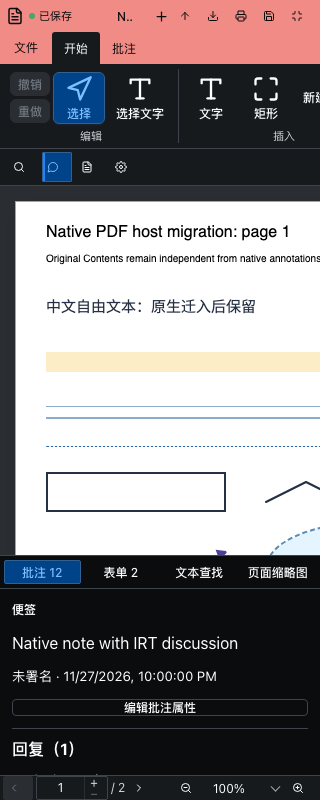 已保存 N..
文件 开始 批注
撤销
重做
选择 选择文字 文字 矩形 新建
编辑 插入
Native PDF host migration: page 1
Original Contents remain independent from native annotations
中文自由文本：原生迁入后保留
批注 12 表单 2 文本查找 页面缩略图
便签
Native note with IRT discussion
未署名 · 11/27/2026, 10:00:00 PM
编辑批注属性
回复（1）
1 / 2 100%